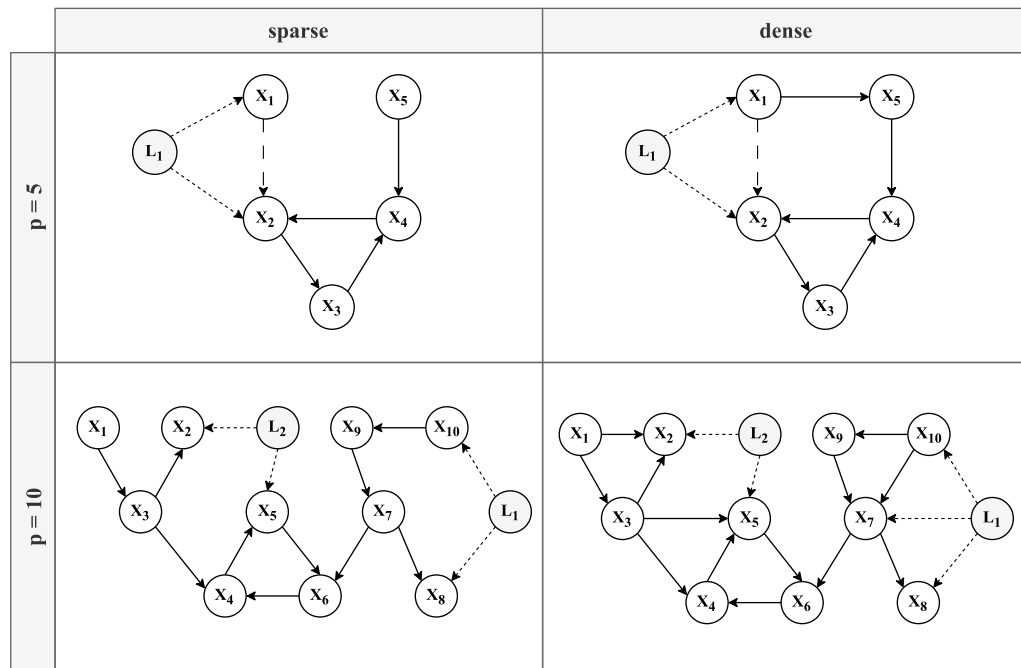 sparse dense
p = 5
X1 X5
L1
X2 X4
X3
X1 X5
L1
X2 X4
X3
p = 10
X1 X2 L2 X9 X10
X3 X5 X7 L1
X4 X6 X8
X1 X2 L2 X9 X10
X3 X5 X7 L1
X4 X6 X8